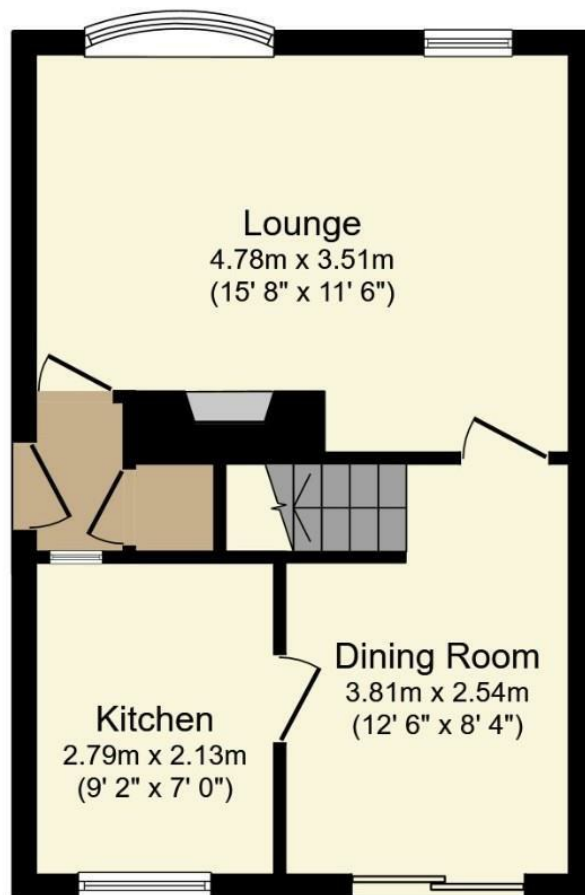 Lounge
4.78m x 3.51m
(15' 8" x 11' 6")
Dining Room
3.81m x 2.54m
(12' 6" x 8' 4")
Kitchen
2.79m x 2.13m
(9' 2" x 7' 0")